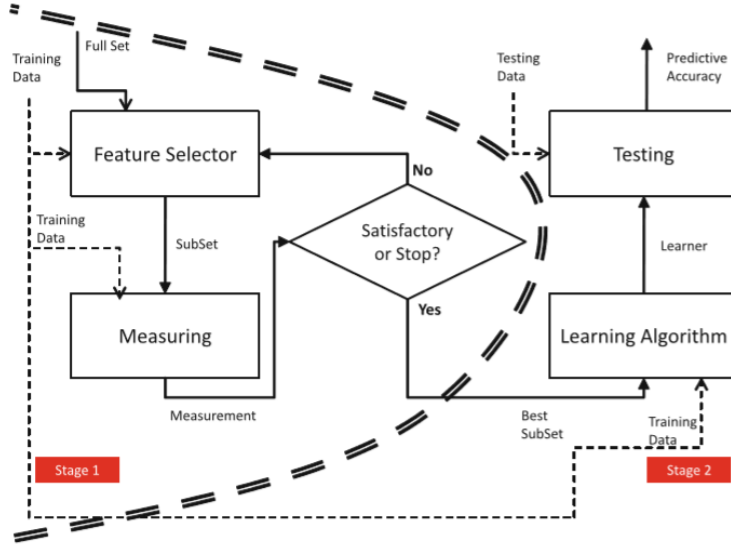 Full Set
Training
Data
Testing
Data
Predictive
Accuracy
Feature Selector
Testing
No
Training
Data
SubSet
Satisfactory
or Stop?
Learner
Yes
Measuring
Learning Algorithm
Measurement
Best
SubSet
Training
Data
Stage 1
Stage 2